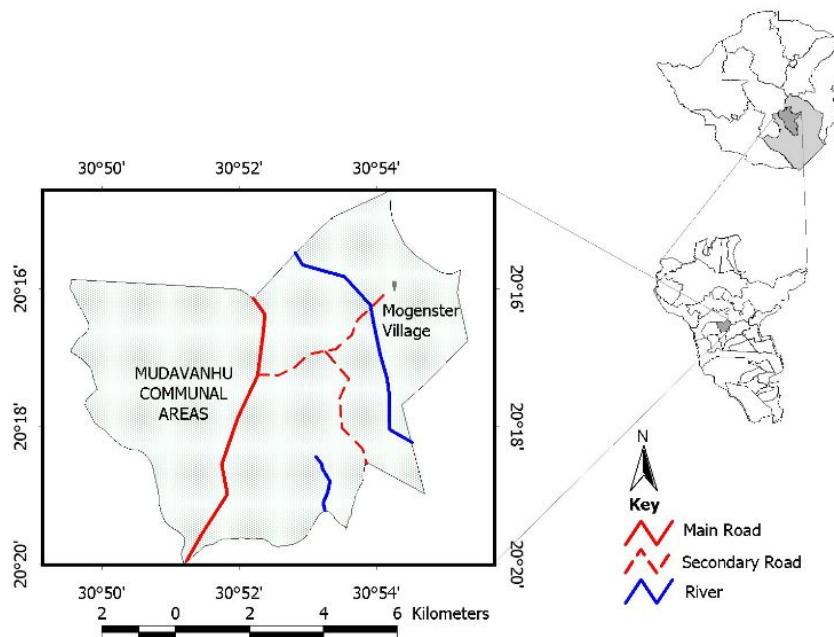 30°50' 30°52' 30°54'
20°16' 20°16'
Mogenster
Village
MUDAVANHU
COMMUNAL
AREAS
20°18' 20°18'
N
Key
Main Road
Secondary Road
River
20°20' 20°20'
30°50' 30°52' 30°54'
2 0 2 4 6 Kilometers